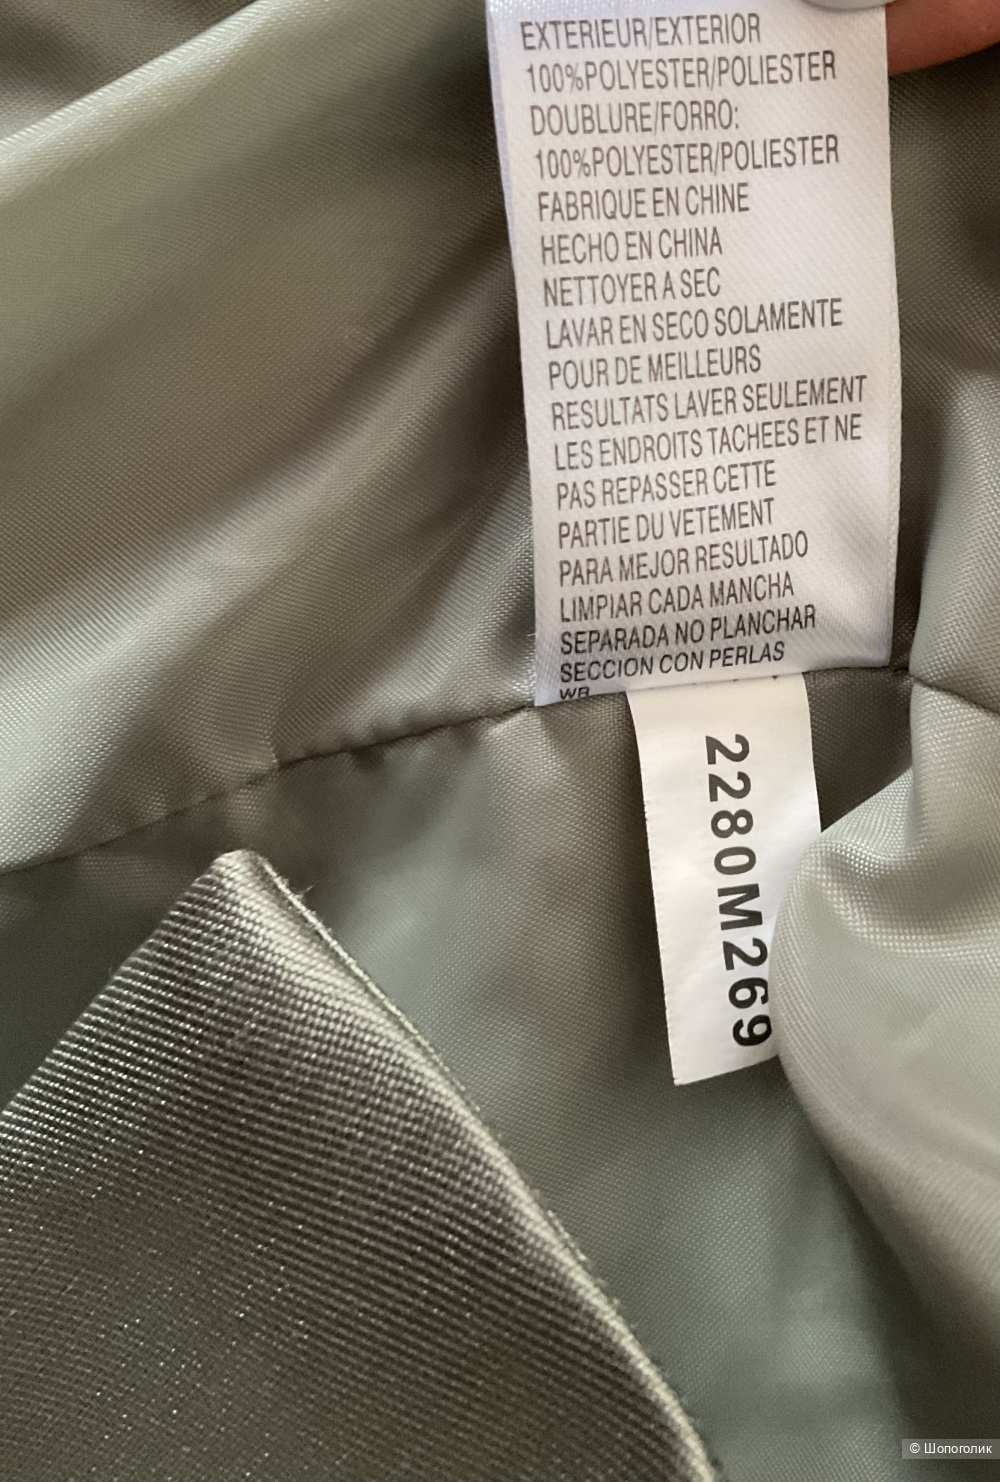 EXTERIEUR/EXTERIOR
100%POLYESTER/POLIESTER
DOUBLURE/FORRO:
100%POLYESTER/POLIESTER
FABRIQUE EN CHINE
HECHO EN CHINA
NETTOYER A SEC
LAVAR EN SECO SOLAMENTE
POUR DE MEILLEURS
RESULTATS LAVER SEULEMENT
LES ENDROITS TACHEES ET NE
PAS REPASSER CETTE
PARTIE DU VETEMENT
PARA MEJOR RESULTADO
LIMPIAR CADA MANCHA
SEPARADA NO PLANCHAR
SECCION CON PERLAS
2280M269
© Шопоголик